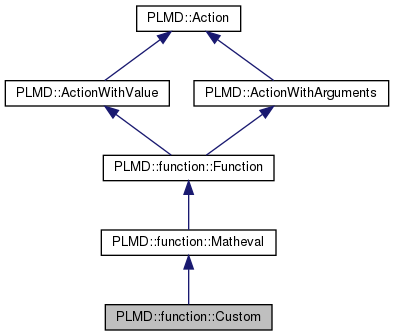 PLMD::Action
PLMD::ActionWithValue
PLMD::ActionWithArguments
PLMD::function::Function
PLMD::function::Matheval
PLMD::function::Custom